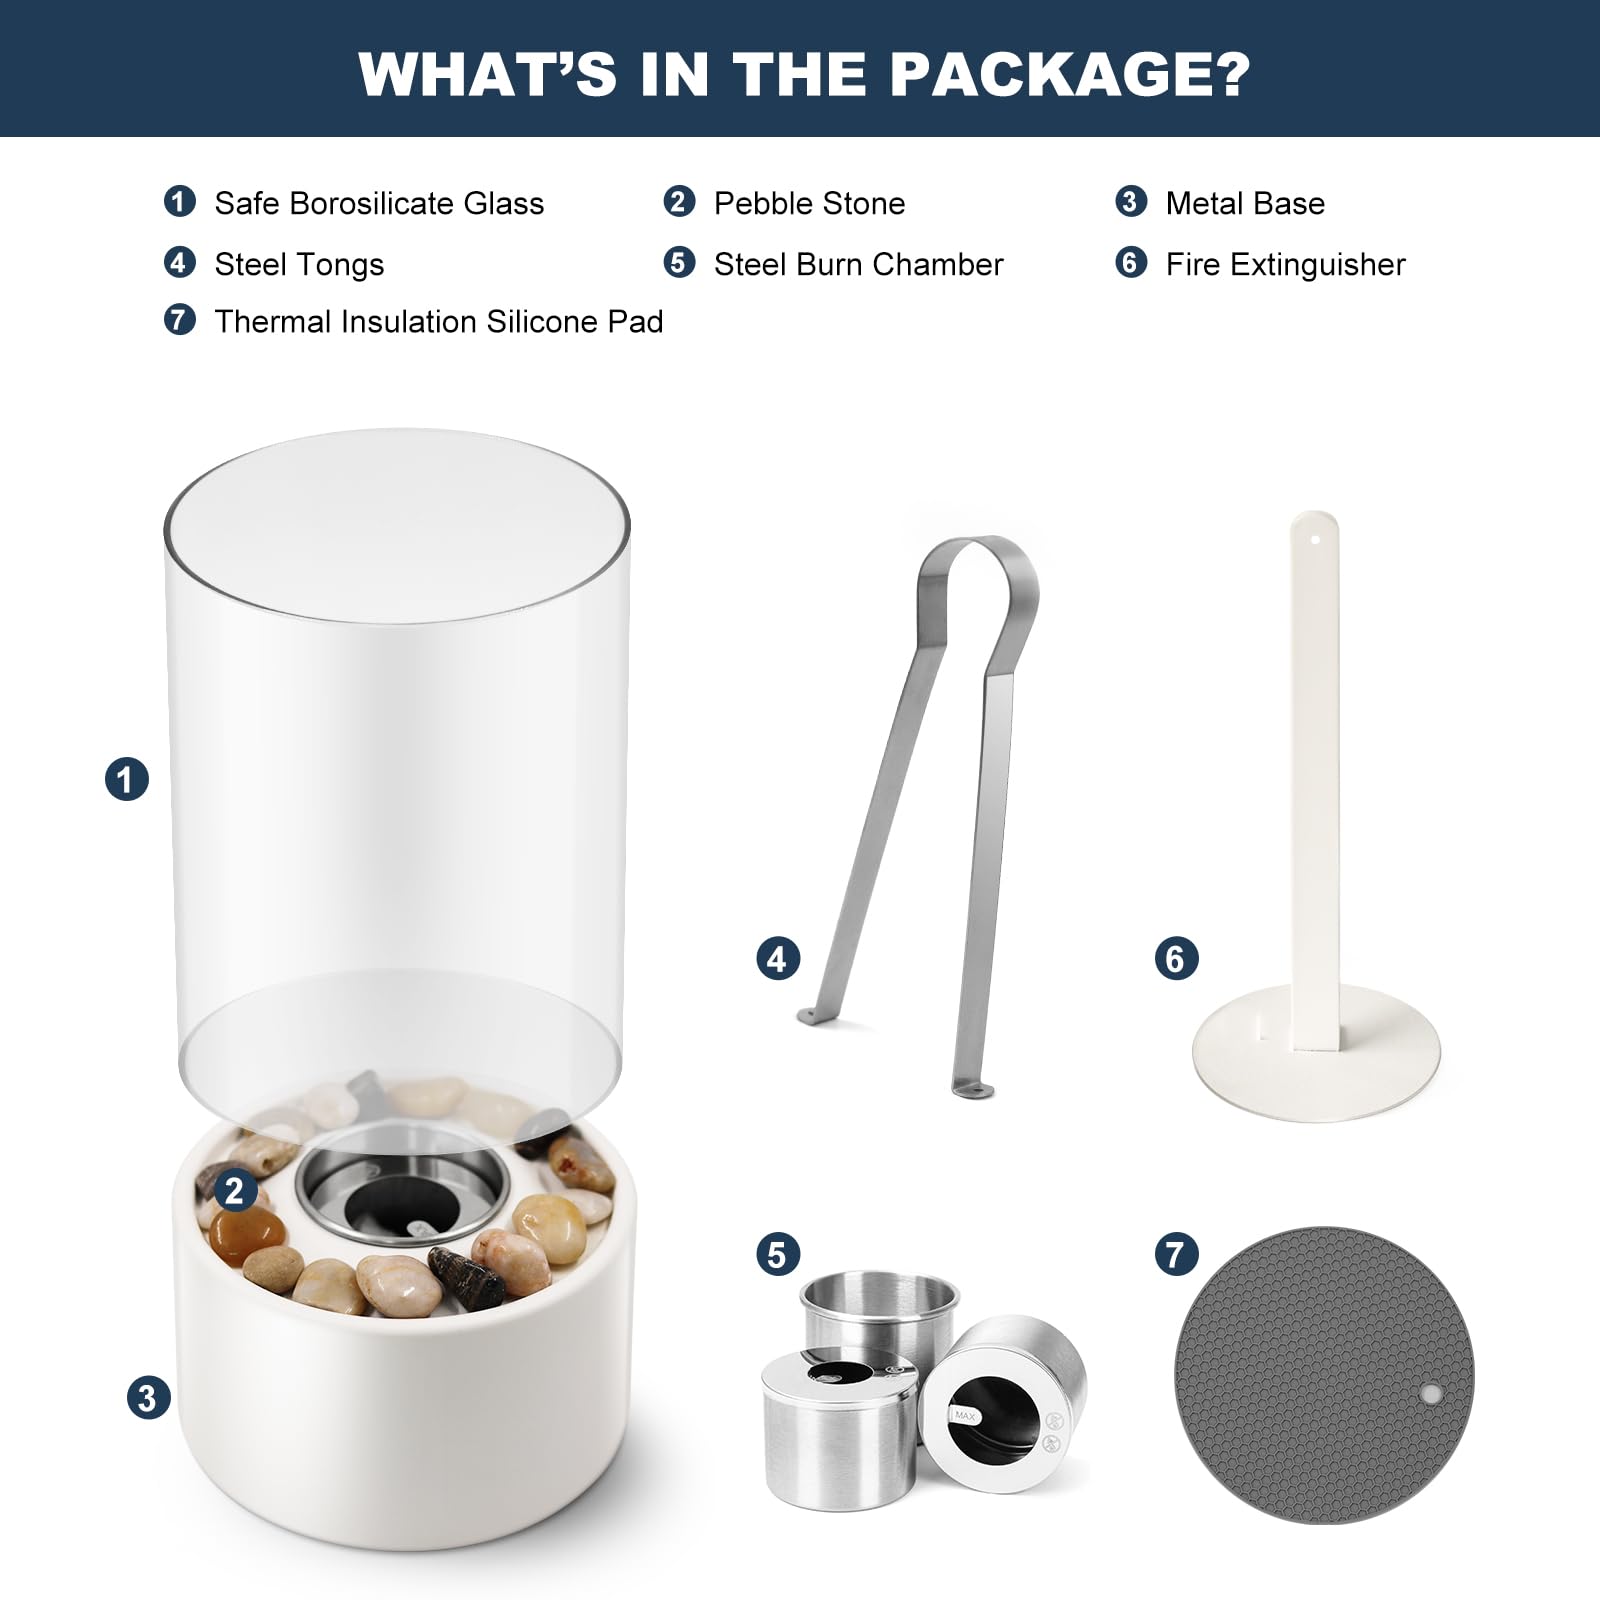 WHAT'S IN THE PACKAGE?
1 Safe Borosilicate Glass
2 Pebble Stone
3 Metal Base
4 Steel Tongs
5 Steel Burn Chamber
6 Fire Extinguisher
7 Thermal Insulation Silicone Pad
1
4
6
2
5
7
MAX
3